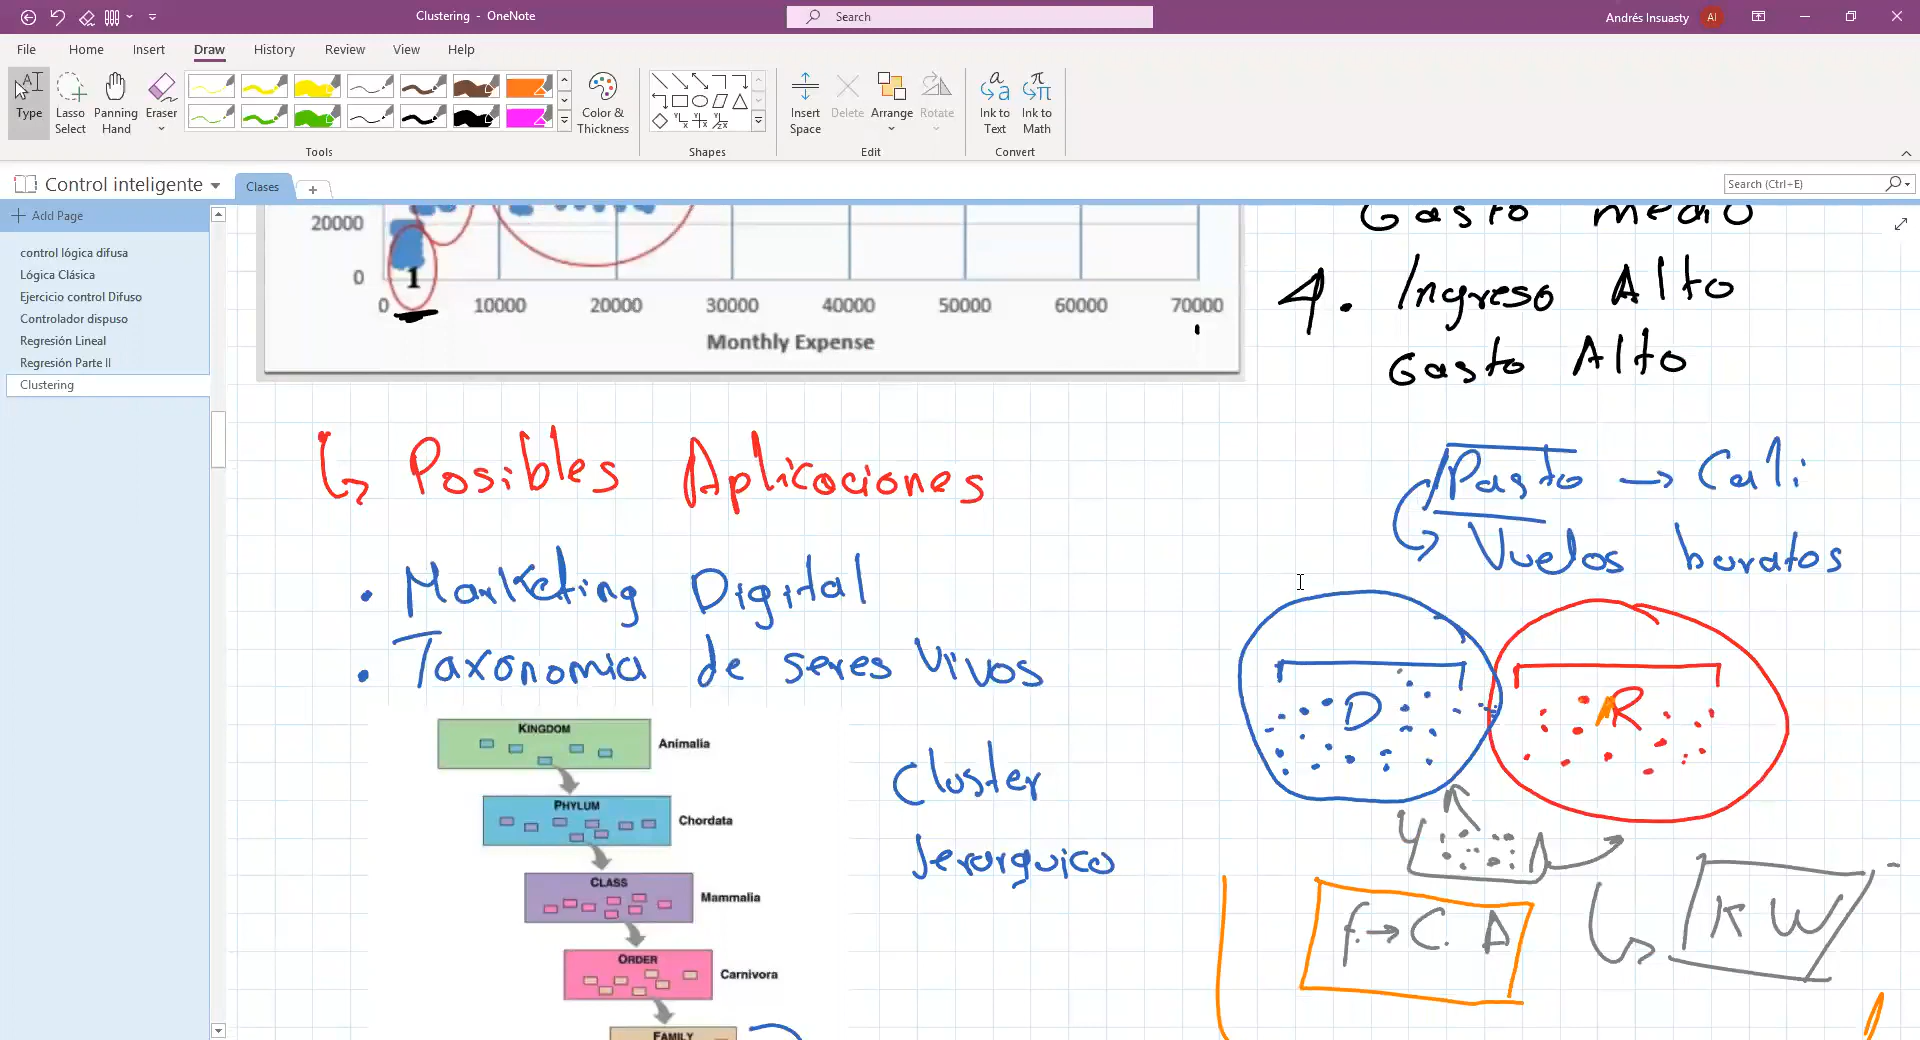 Clustering - OneNote
Search
Andrés Insuasty
AI
File Home Insert Draw History Review View Help
Type
Lasso Select
Panning Hand
Eraser
Color & Thickness
Insert Space
Delete
Arrange
Rotate
Ink to Text
Ink to Math
Tools
Shapes
Edit
Convert
Control inteligente
Clases
Search (Ctrl+E)
Add Page
control lógica difusa
Lógica Clásica
Ejercicio control Difuso
Controlador dispuso
Regresión Lineal
Regresión Parte II
Clustering
20000
0
1
0 10000 20000 30000 40000 50000 60000 70000
Monthly Expense
Gasto medio
4. Ingreso Alto
Gasto Alto
Posibles Aplicaciones
Pasto → Cali
Vuelos baratos
• Marketing Digital
• Taxonomia de seres vivos
D
R
KINGDOM
Animalia
PHYLUM
Chordata
CLASS
Mammalia
ORDER
Carnivora
FAMILY
Cluster
Jerarquico
f. → C. A
K W